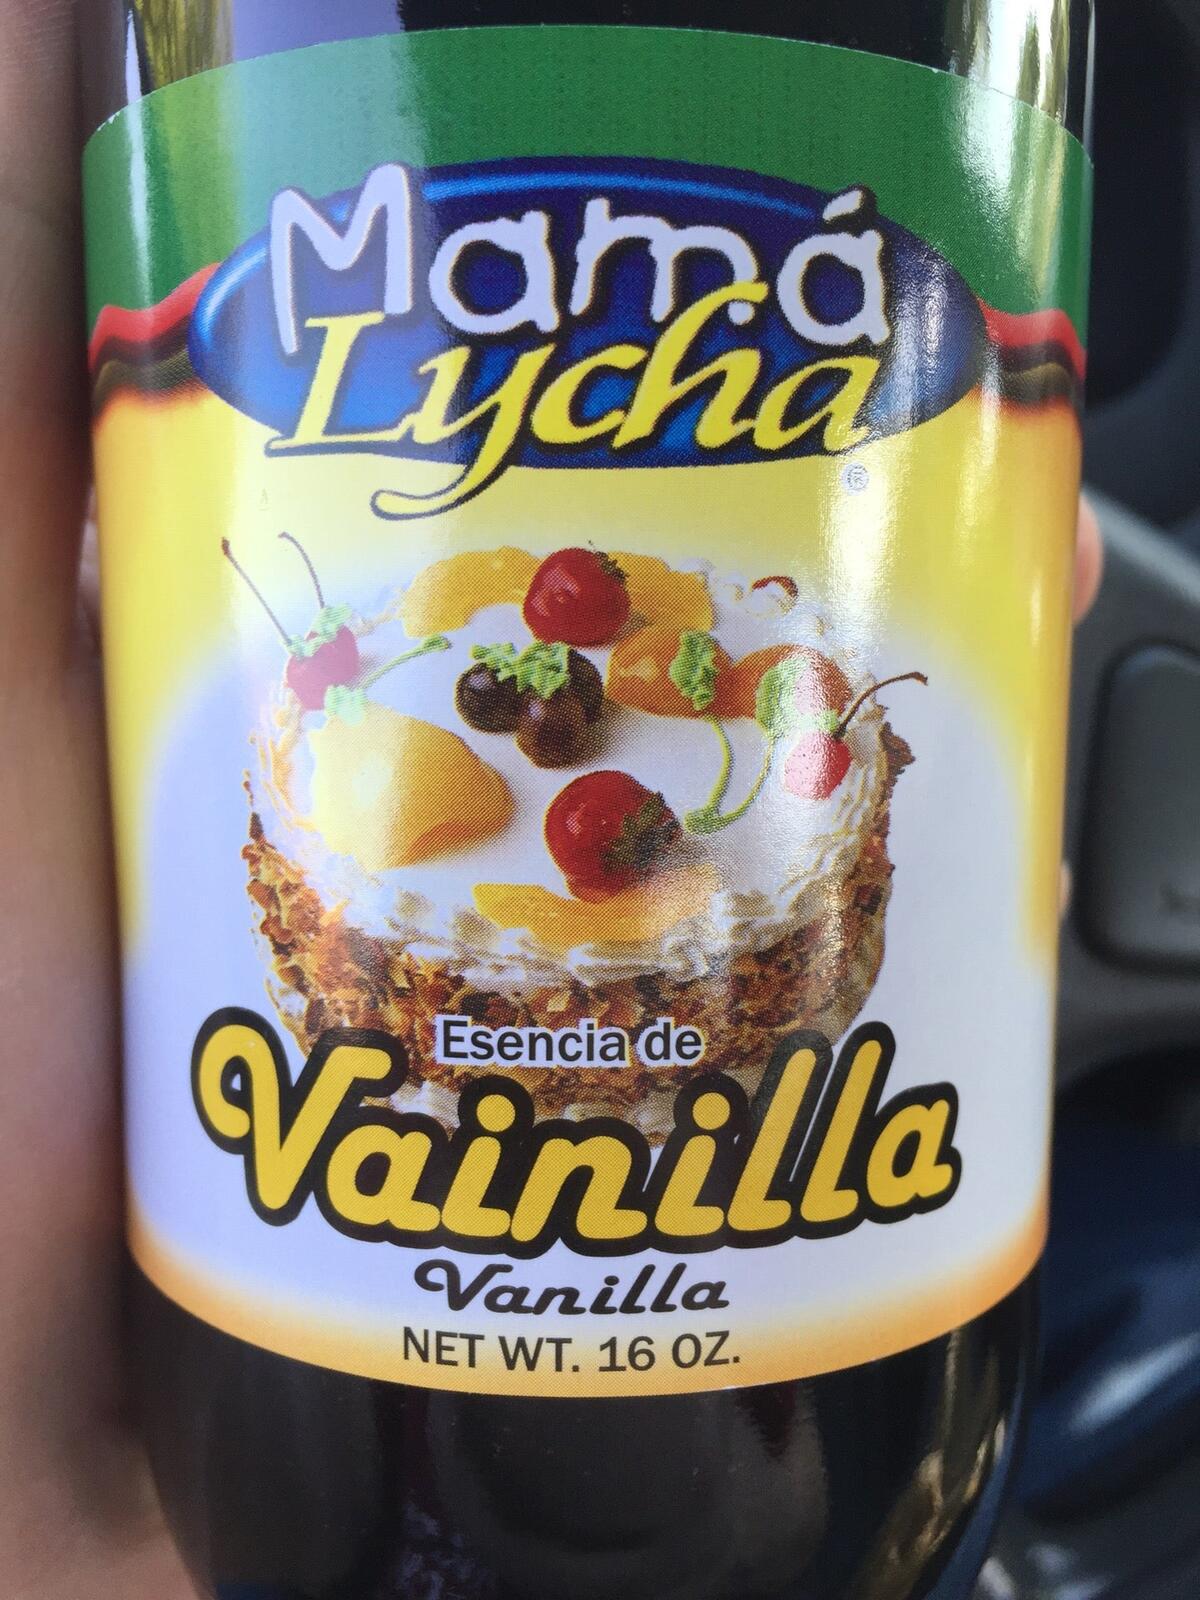 Mamá
Lycha
®
Esencia de
Vainilla
Vanilla
NET WT. 16 OZ.